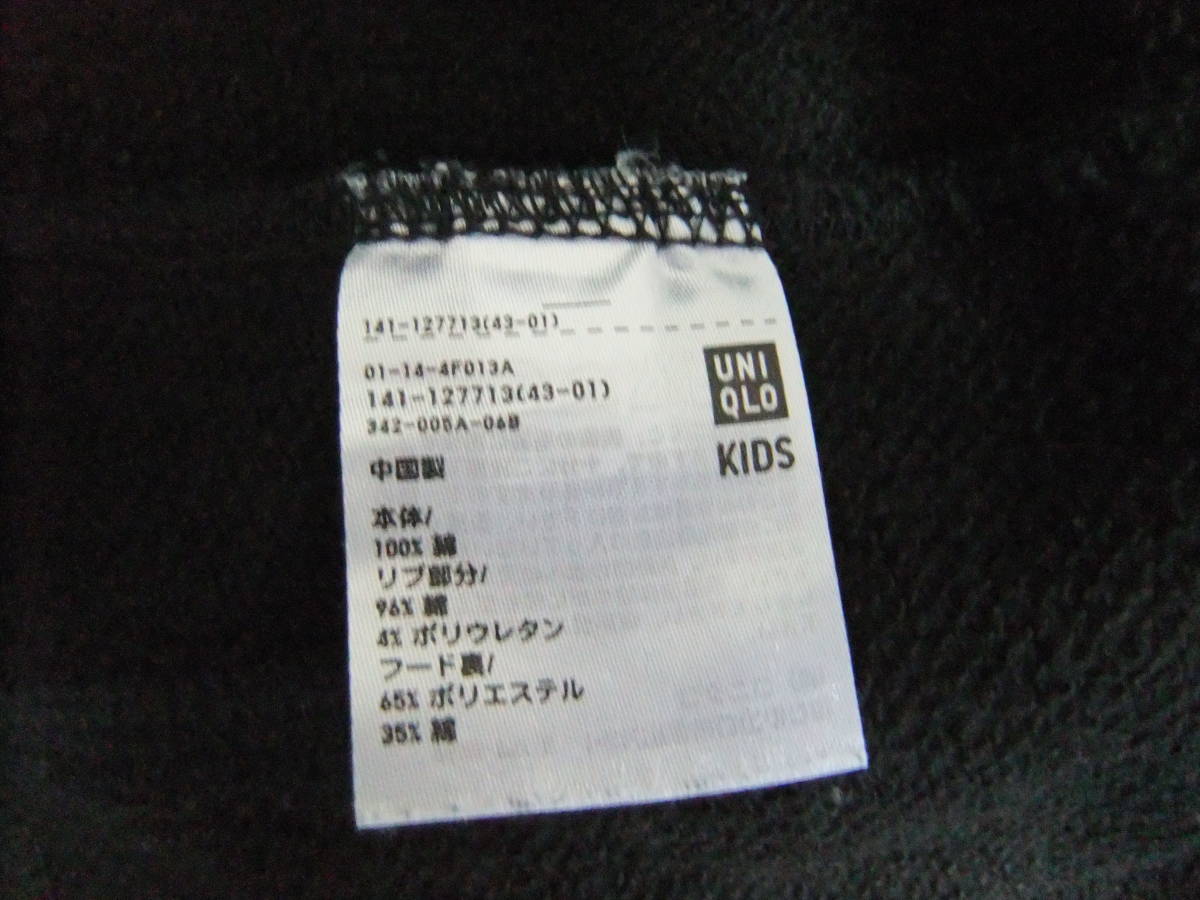 141-127713(43-01)
01-14-4F013A
141-127713(43-01)
342-005A-06B
UNI
QLO
KIDS
中国製
本体/
100% 綿
リブ部分/
96% 綿
4% ポリウレタン
フード裏/
65% ポリエステル
35% 綿